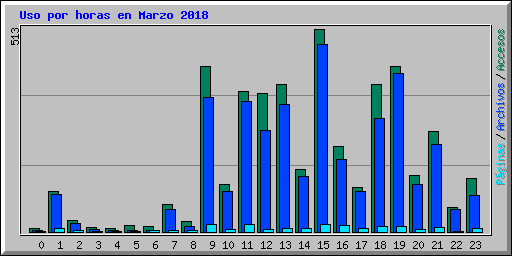 Uso por horas en Marzo 2018
513
Páginas / Archivos / Accesos
0 1 2 3 4 5 6 7 8 9 10 11 12 13 14 15 16 17 18 19 20 21 22 23